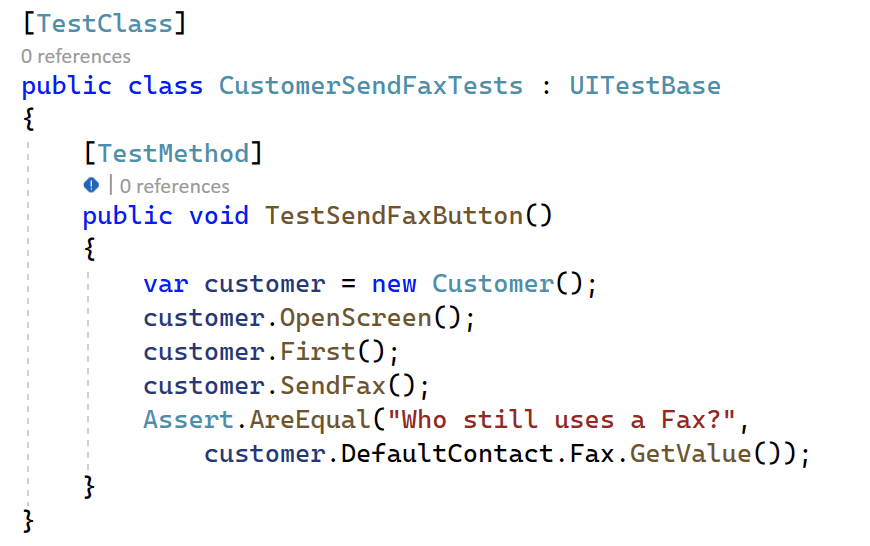 [TestClass]
0 references
public class CustomerSendFaxTests : UITestBase
{
[TestMethod]
| 0 references
public void TestSendFaxButton()
{
var customer = new Customer();
customer.OpenScreen();
customer.First();
customer.SendFax();
Assert.AreEqual("Who still uses a Fax?",
customer.DefaultContact.Fax.GetValue());
}
}